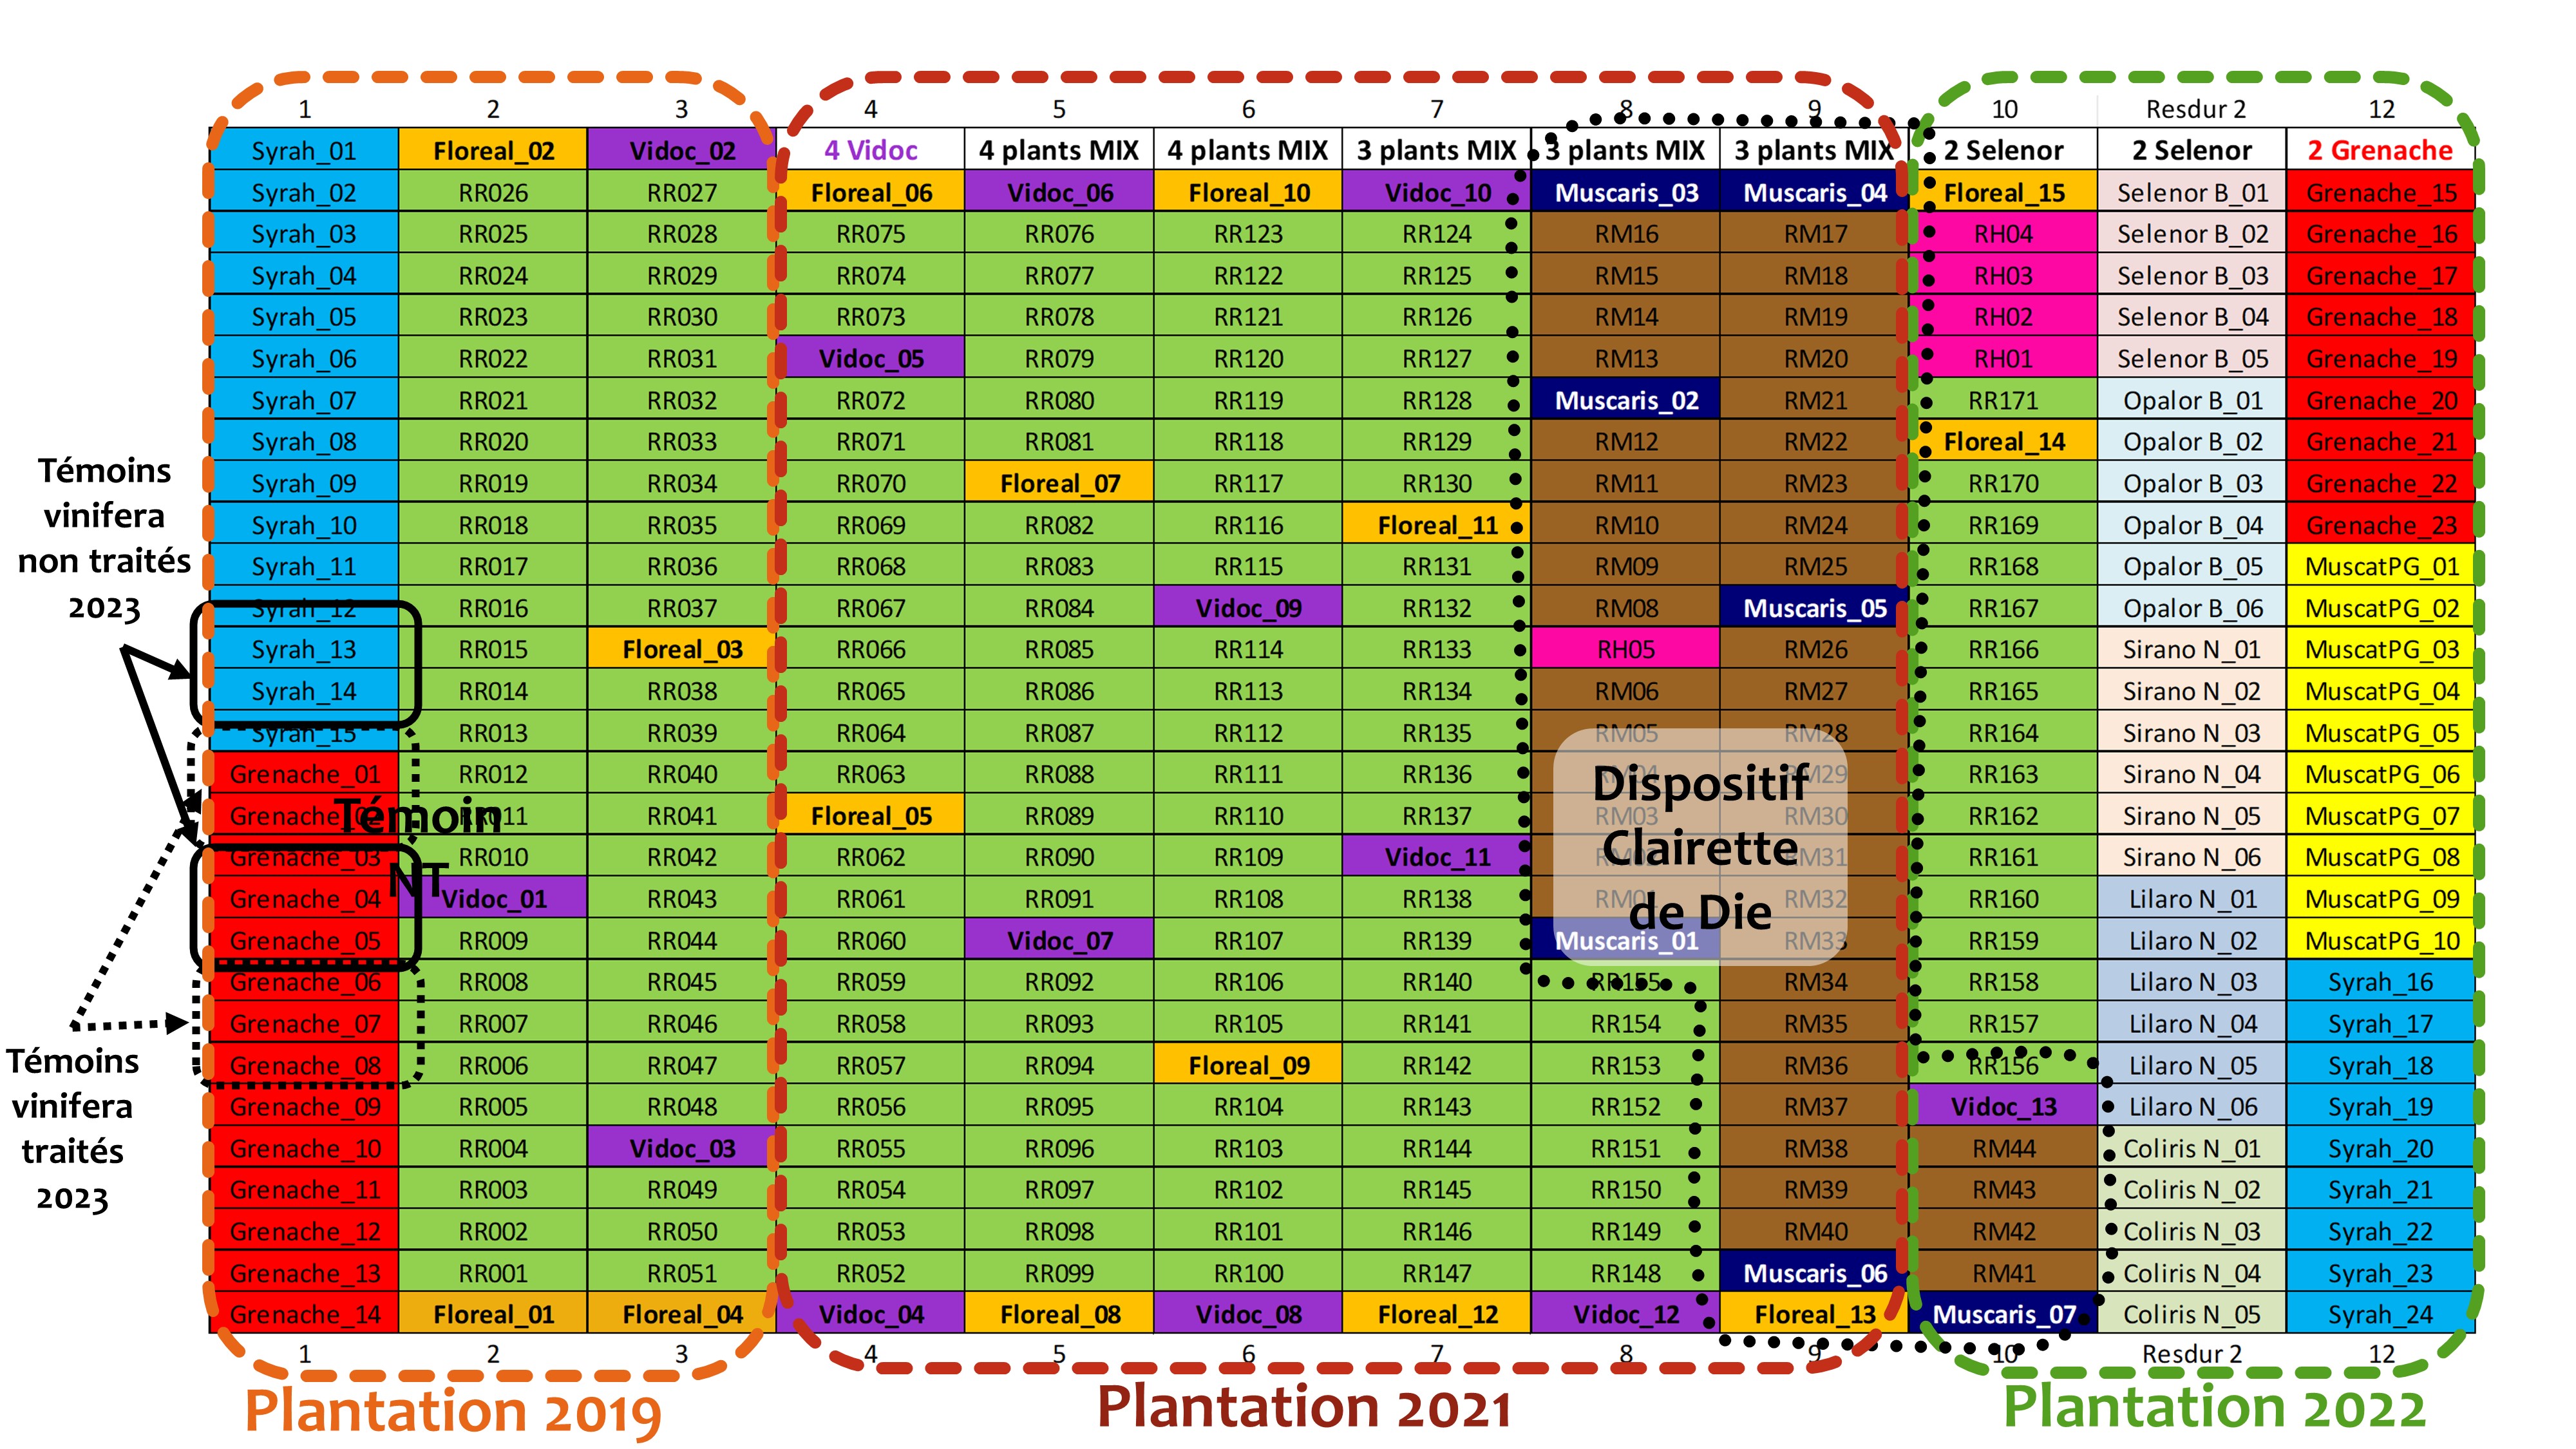 1 2 3 4 5 6 7 8 9 10 Resdur 2 12
Syrah_01 Floreal_02 Vidoc_02 4 Vidoc 4 plants MIX 4 plants MIX 3 plants MIX 3 plants MIX 3 plants MIX 2 Selenor 2 Selenor 2 Grenache
Syrah_02 RR026 RR027 Floreal_06 Vidoc_06 Floreal_10 Vidoc_10 Muscaris_03 Muscaris_04 Floreal_15 Selenor B_01 Grenache_15
Syrah_03 RR025 RR028 RR075 RR076 RR123 RR124 RM16 RM17 RH04 Selenor B_02 Grenache_16
Syrah_04 RR024 RR029 RR074 RR077 RR122 RR125 RM15 RM18 RH03 Selenor B_03 Grenache_17
Syrah_05 RR023 RR030 RR073 RR078 RR121 RR126 RM14 RM19 RH02 Selenor B_04 Grenache_18
Syrah_06 RR022 RR031 Vidoc_05 RR079 RR120 RR127 RM13 RM20 RH01 Selenor B_05 Grenache_19
Syrah_07 RR021 RR032 RR072 RR080 RR119 RR128 Muscaris_02 RM21 RR171 Opalor B_01 Grenache_20
Syrah_08 RR020 RR033 RR071 RR081 RR118 RR129 RM12 RM22 Floreal_14 Opalor B_02 Grenache_21
Syrah_09 RR019 RR034 RR070 Floreal_07 RR117 RR130 RM11 RM23 RR170 Opalor B_03 Grenache_22
Syrah_10 RR018 RR035 RR069 RR082 RR116 Floreal_11 RM10 RM24 RR169 Opalor B_04 Grenache_23
Syrah_11 RR017 RR036 RR068 RR083 RR115 RR131 RM09 RM25 RR168 Opalor B_05 MuscatPG_01
Syrah_12 RR016 RR037 RR067 RR084 Vidoc_09 RR132 RM08 Muscaris_05 RR167 Opalor B_06 MuscatPG_02
Syrah_13 RR015 Floreal_03 RR066 RR085 RR114 RR133 RH05 RM26 RR166 Sirano N_01 MuscatPG_03
Syrah_14 RR014 RR038 RR065 RR086 RR113 RR134 RM06 RM27 RR165 Sirano N_02 MuscatPG_04
Syrah_15 RR013 RR039 RR064 RR087 RR112 RR135 RM05 RM28 RR164 Sirano N_03 MuscatPG_05
Grenache_01 RR012 RR040 RR063 RR088 RR111 RR136 RM04 RM29 RR163 Sirano N_04 MuscatPG_06
Grenache_02 RR011 RR041 Floreal_05 RR089 RR110 RR137 RM03 RM30 RR162 Sirano N_05 MuscatPG_07
Grenache_03 RR010 RR042 RR062 RR090 RR109 Vidoc_11 RM31 RR161 Sirano N_06 MuscatPG_08
Grenache_04 Vidoc_01 RR043 RR061 RR091 RR108 RR138 RM32 RR160 Lilaro N_01 MuscatPG_09
Grenache_05 RR009 RR044 RR060 Vidoc_07 RR107 RR139 Muscaris_01 RM33 RR159 Lilaro N_02 MuscatPG_10
Grenache_06 RR008 RR045 RR059 RR092 RR106 RR140 RR155 RM34 RR158 Lilaro N_03 Syrah_16
Grenache_07 RR007 RR046 RR058 RR093 RR105 RR141 RR154 RM35 RR157 Lilaro N_04 Syrah_17
Grenache_08 RR006 RR047 RR057 RR094 Floreal_09 RR142 RR153 RM36 RR156 Lilaro N_05 Syrah_18
Grenache_09 RR005 RR048 RR056 RR095 RR104 RR143 RR152 RM37 Vidoc_13 Lilaro N_06 Syrah_19
Grenache_10 RR004 Vidoc_03 RR055 RR096 RR103 RR144 RR151 RM38 RM44 Coliris N_01 Syrah_20
Grenache_11 RR003 RR049 RR054 RR097 RR102 RR145 RR150 RM39 RM43 Coliris N_02 Syrah_21
Grenache_12 RR002 RR050 RR053 RR098 RR101 RR146 RR149 RM40 RM42 Coliris N_03 Syrah_22
Grenache_13 RR001 RR051 RR052 RR099 RR100 RR147 RR148 Muscaris_06 RM41 Coliris N_04 Syrah_23
Grenache_14 Floreal_01 Floreal_04 Vidoc_04 Floreal_08 Vidoc_08 Floreal_12 Vidoc_12 Floreal_13 Muscaris_07 Coliris N_05 Syrah_24
1 2 3 4 5 6 7 8 9 10 Resdur 2 12
Témoins
vinifera
non traités
2023
Témoin
NT
Témoins
vinifera
traités
2023
Dispositif
Clairette
de Die
Plantation 2019
Plantation 2021
Plantation 2022